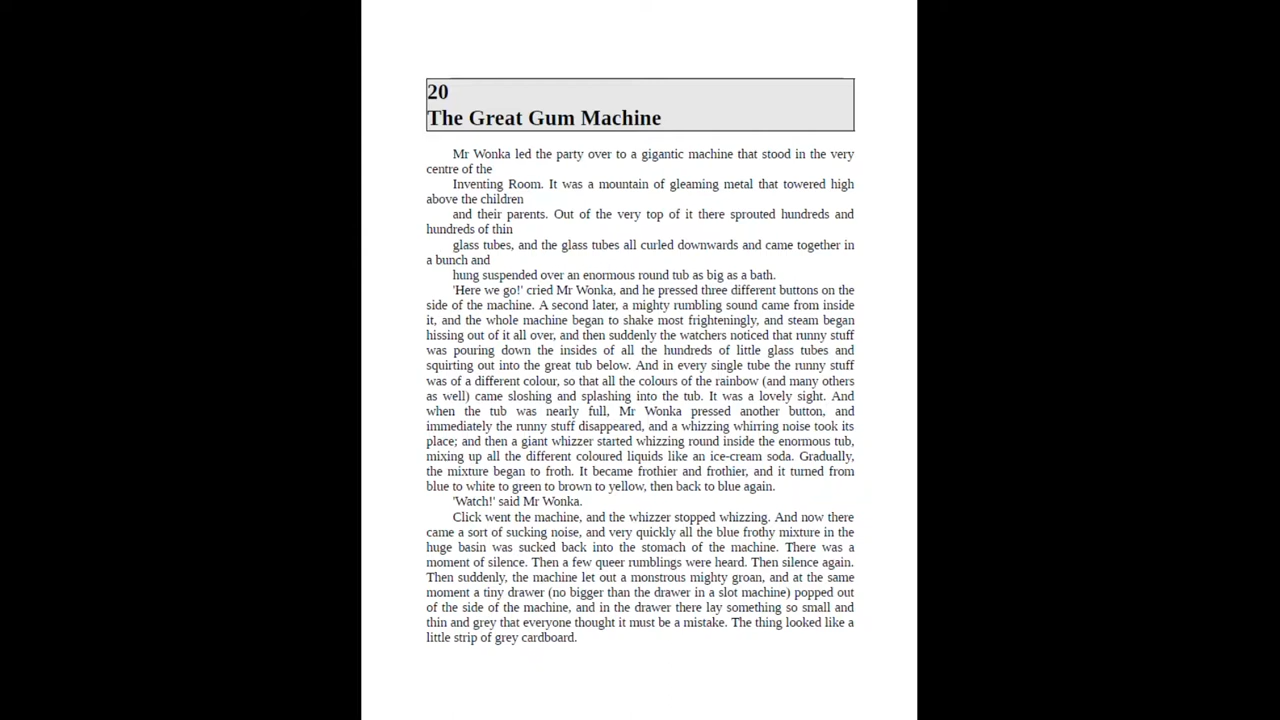 20
The Great Gum Machine
Mr Wonka led the party over to a gigantic machine that stood in the very
centre of the
Inventing Room. It was a mountain of gleaming metal that towered high
above the children
and their parents. Out of the very top of it there sprouted hundreds and
hundreds of thin
glass tubes, and the glass tubes all curled downwards and came together in
a bunch and
hung suspended over an enormous round tub as big as a bath.
'Here we go!' cried Mr Wonka, and he pressed three different buttons on the
side of the machine. A second later, a mighty rumbling sound came from inside
it, and the whole machine began to shake most frighteningly, and steam began
hissing out of it all over, and then suddenly the watchers noticed that runny stuff
was pouring down the insides of all the hundreds of little glass tubes and
squirting out into the great tub below. And in every single tube the runny stuff
was of a different colour, so that all the colours of the rainbow (and many others
as well) came sloshing and splashing into the tub. It was a lovely sight. And
when the tub was nearly full, Mr Wonka pressed another button, and
immediately the runny stuff disappeared, and a whizzing whirring noise took its
place; and then a giant whizzer started whizzing round inside the enormous tub,
mixing up all the different coloured liquids like an ice-cream soda. Gradually,
the mixture began to froth. It became frothier and frothier, and it turned from
blue to white to green to brown to yellow, then back to blue again.
'Watch!' said Mr Wonka.
Click went the machine, and the whizzer stopped whizzing. And now there
came a sort of sucking noise, and very quickly all the blue frothy mixture in the
huge basin was sucked back into the stomach of the machine. There was a
moment of silence. Then a few queer rumblings were heard. Then silence again.
Then suddenly, the machine let out a monstrous mighty groan, and at the same
moment a tiny drawer (no bigger than the drawer in a slot machine) popped out
of the side of the machine, and in the drawer there lay something so small and
thin and grey that everyone thought it must be a mistake. The thing looked like a
little strip of grey cardboard.